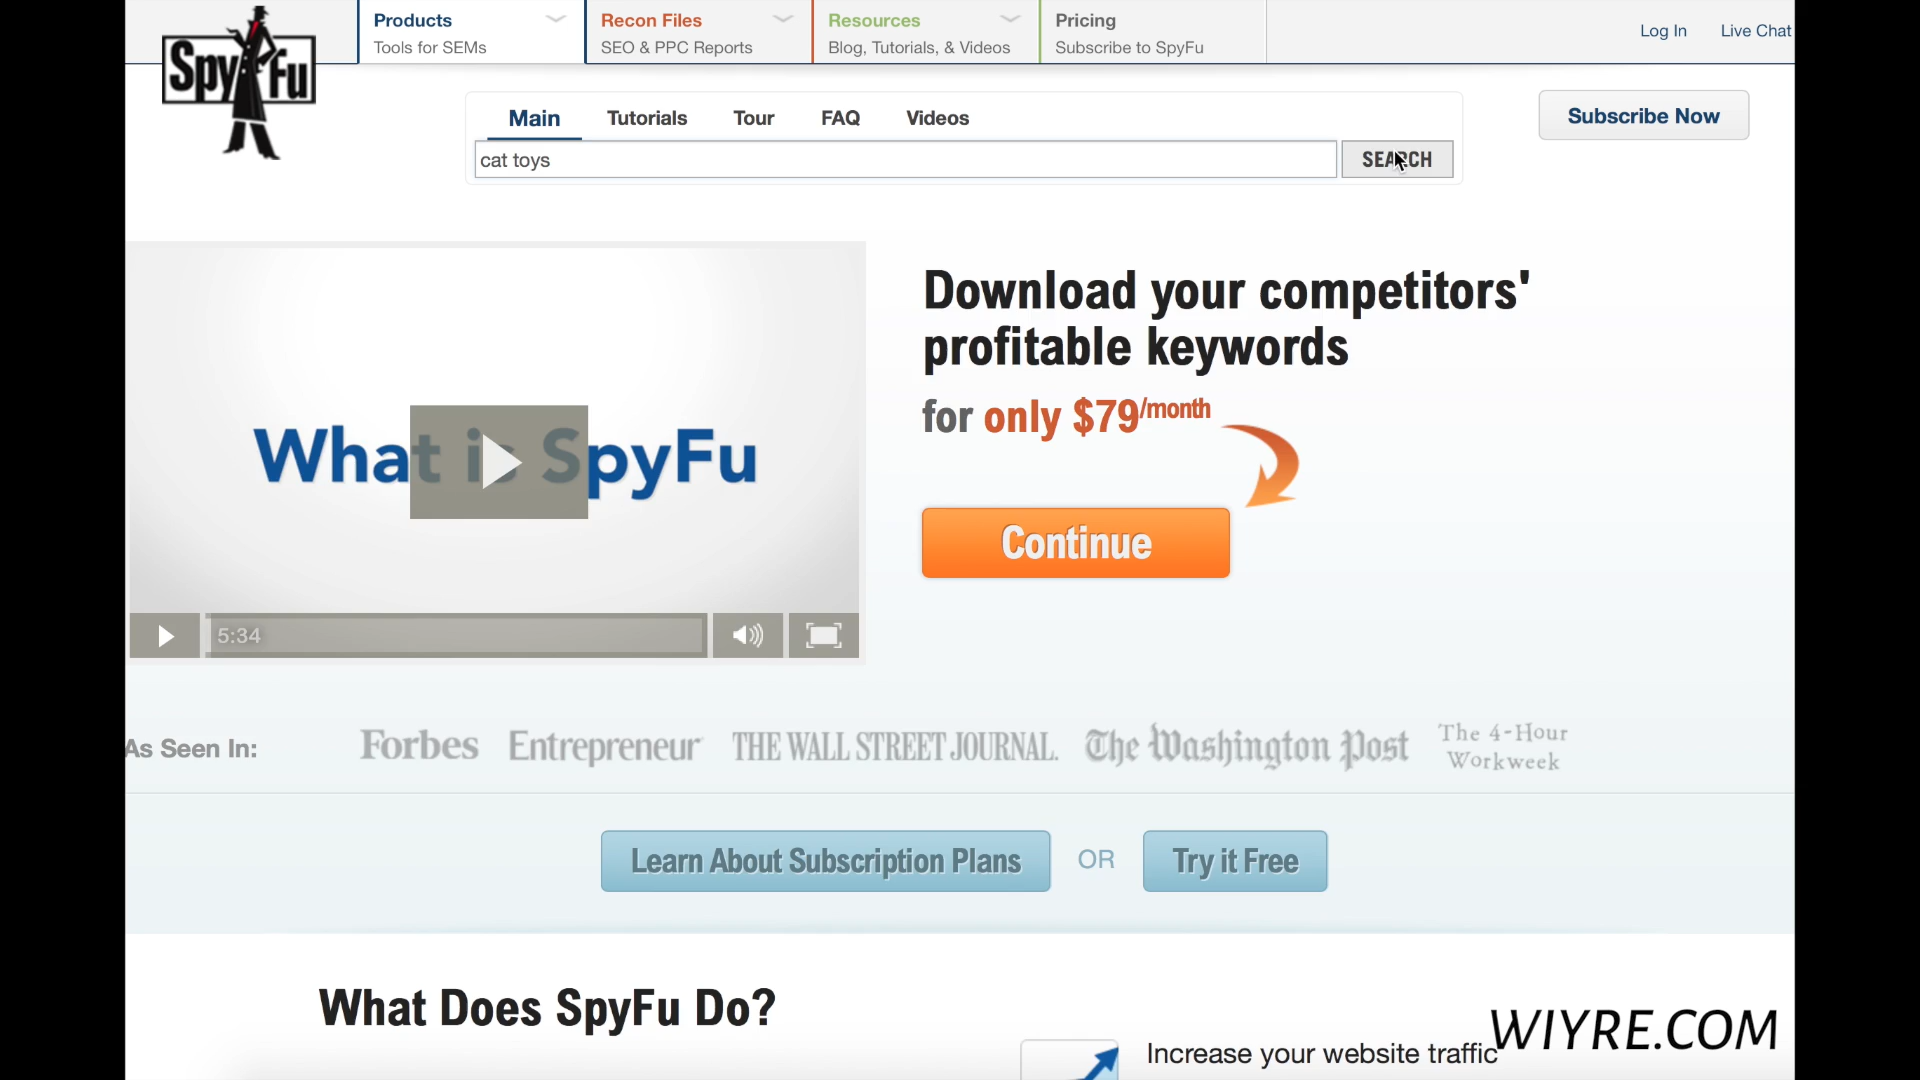 Spy Fu
Products
Tools for SEMs
Recon Files
SEO & PPC Reports
Resources
Blog, Tutorials, & Videos
Pricing
Subscribe to SpyFu
Log In
Live Chat
Main
Tutorials
Tour
FAQ
Videos
Subscribe Now
cat toys
SEARCH
What is SpyFu
5:34
Download your competitors'
profitable keywords
for only $79/month
Continue
As Seen In:
Forbes
Entrepreneur
THE WALL STREET JOURNAL.
The Washington Post
The 4-Hour
Workweek
Learn About Subscription Plans
OR
Try it Free
What Does SpyFu Do?
Increase your website traffic
WIYRE.COM